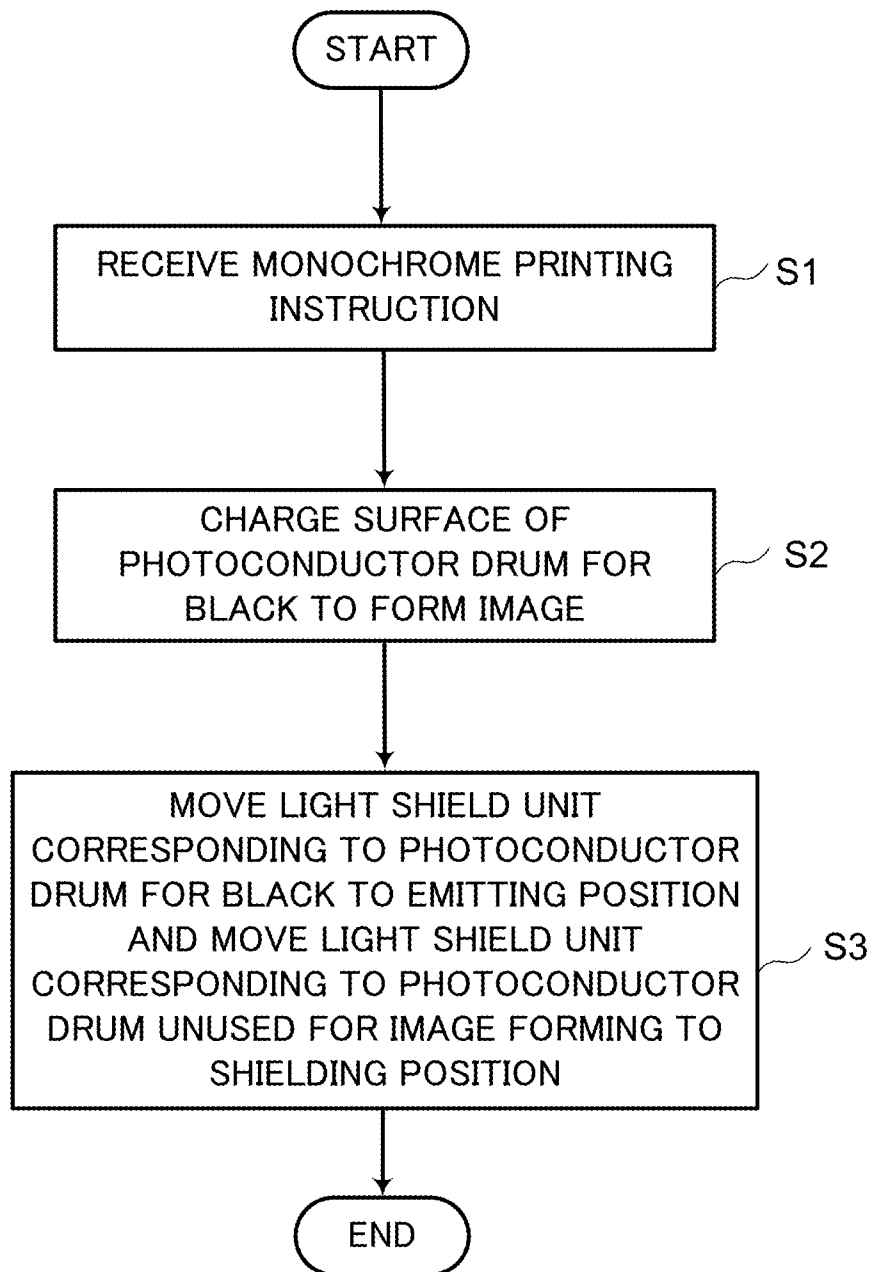 START
RECEIVE MONOCHROME PRINTING
INSTRUCTION
S1
CHARGE SURFACE OF
PHOTOCONDUCTOR DRUM FOR
BLACK TO FORM IMAGE
S2
MOVE LIGHT SHIELD UNIT
CORRESPONDING TO PHOTOCONDUCTOR
DRUM FOR BLACK TO EMITTING POSITION
AND MOVE LIGHT SHIELD UNIT
CORRESPONDING TO PHOTOCONDUCTOR
DRUM UNUSED FOR IMAGE FORMING TO
SHIELDING POSITION
S3
END